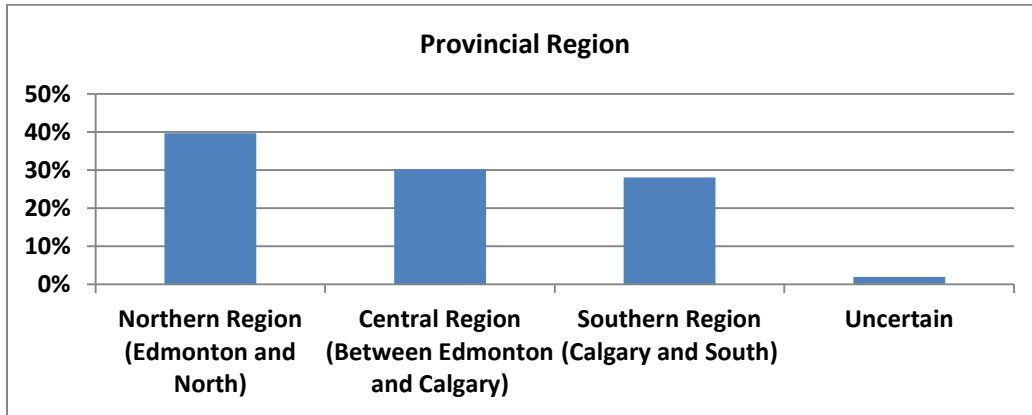 Provincial Region
50%
40%
30%
20%
10%
0%
Northern Region
(Edmonton and
North)
Central Region
(Between Edmonton
and Calgary)
Southern Region
(Calgary and South)
Uncertain